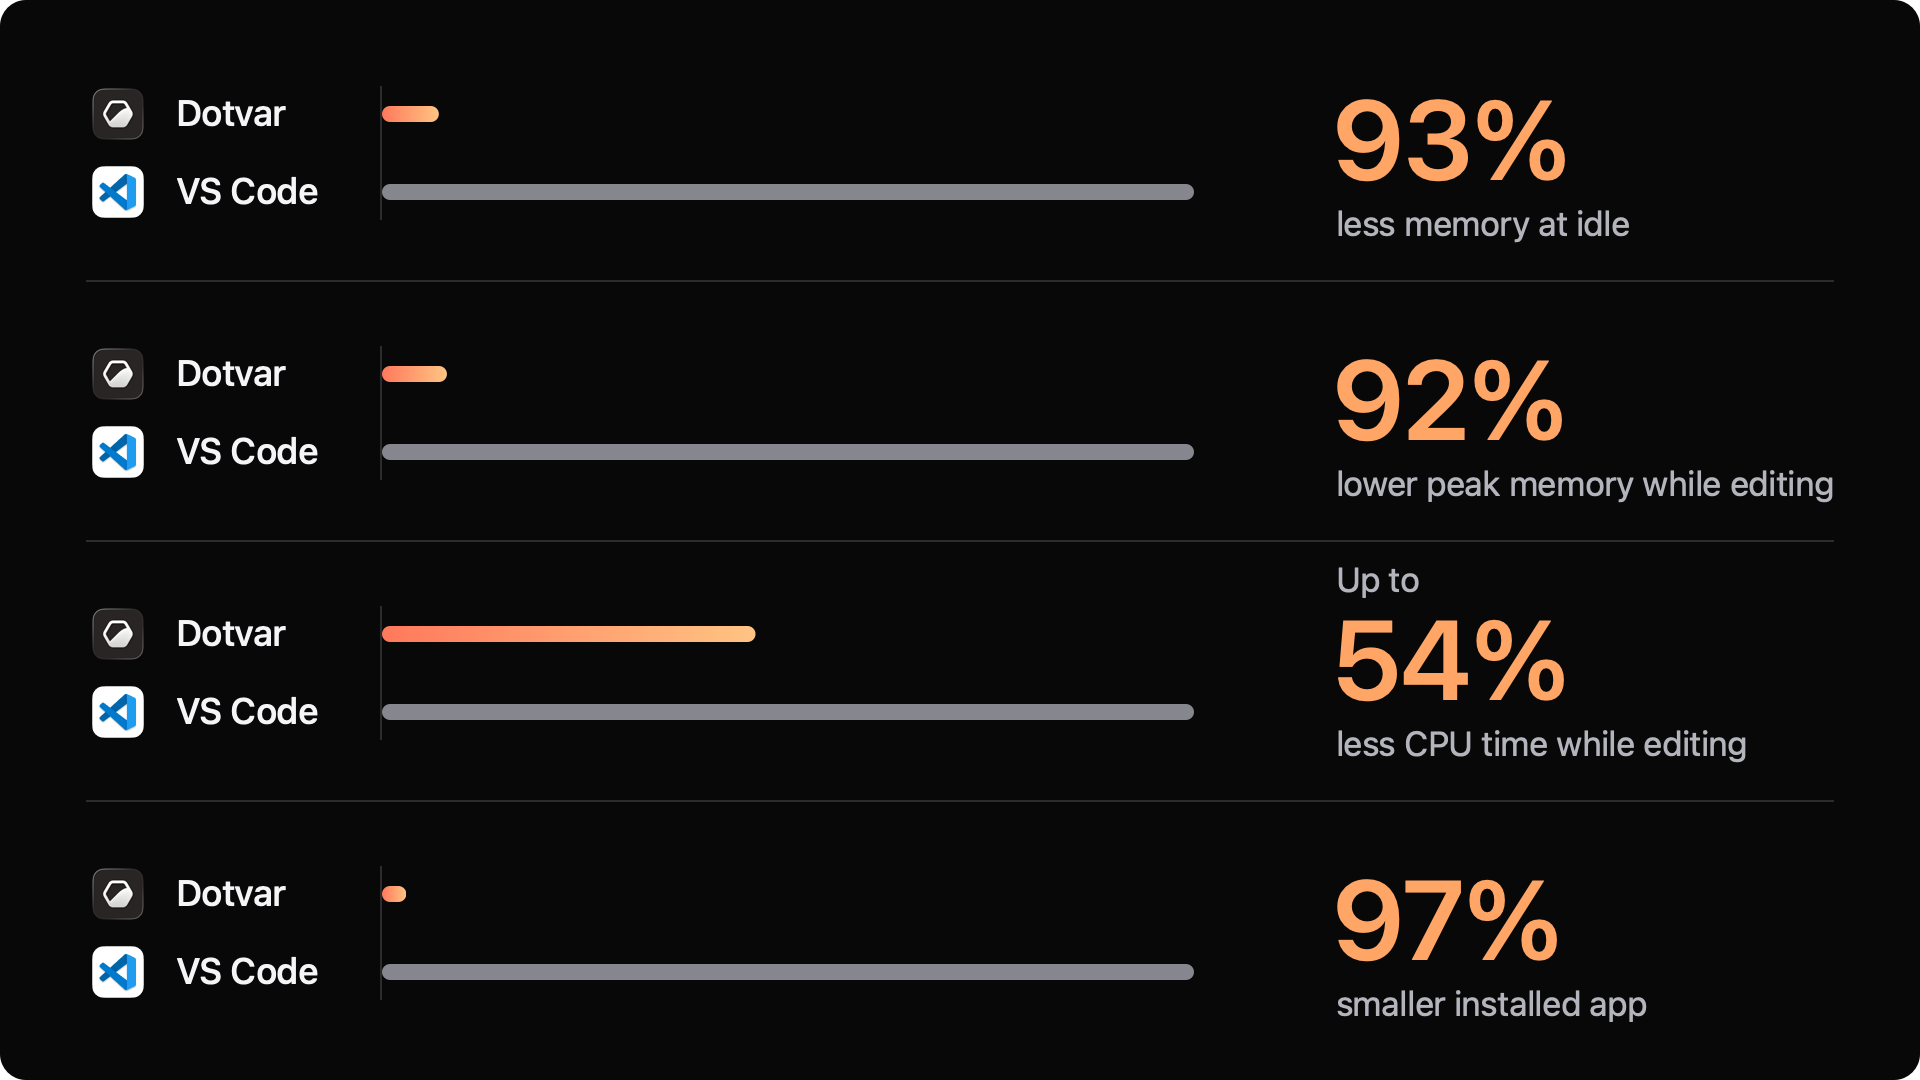 Dotvar
VS Code
93%
less memory at idle
Dotvar
VS Code
92%
lower peak memory while editing
Dotvar
VS Code
Up to
54%
less CPU time while editing
Dotvar
VS Code
97%
smaller installed app